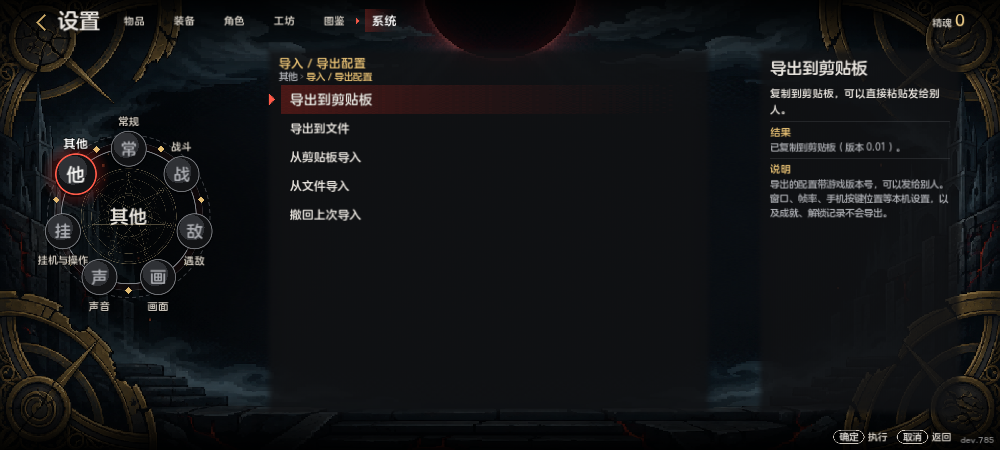 设置
物品
装备
角色
工坊
图鉴
系统
精魂 0
导入 / 导出配置
其他 › 导入 / 导出配置
导出到剪贴板
导出到文件
从剪贴板导入
从文件导入
撤回上次导入
常规
其他
战斗
常
他
战
其他
挂
敌
挂机与操作
遇敌
声
画
声音
画面
导出到剪贴板
复制到剪贴板，可以直接粘贴发给别
人。
结果
已复制到剪贴板（版本 0.01）。
说明
导出的配置带游戏版本号，可以发给别人。
窗口、帧率、手机按键位置等本机设置，以
及成就、解锁记录不会导出。
确定 执行 取消 返回 dev.785